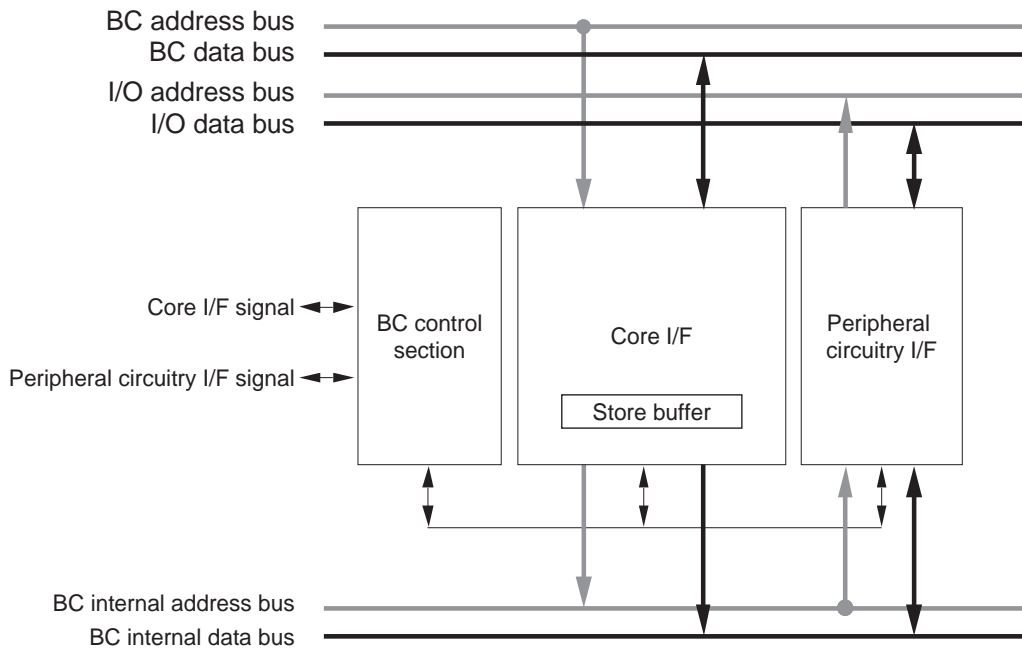 BC address bus
BC data bus
I/O address bus
I/O data bus
Core I/F signal
Peripheral circuitry I/F signal
BC control
section
Core I/F
Store buffer
Peripheral
circuitry I/F
BC internal address bus
BC internal data bus